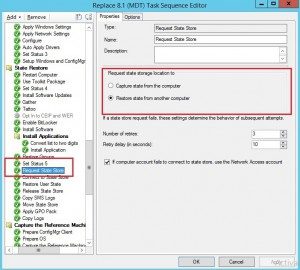 Replace 8.1 (MDT) Task Sequence Editor
Add
Remove
Apply Windows Settings
Apply Network Settings
Configure
Auto Apply Drivers
Set Status 3
Setup Windows and ConfigMgr
State Restore
Restart Computer
Use Toolkit Package
Set Status 4
Install Software Updates
Gather
Tattoo
Opt In to CEIP and WER
Enable BitLocker
Install Software
Install Applications
Convert list to two digits
Install Application
Restore Groups
Set Status 5
Request State Store
Connect to State Store
Restore User State
Release State Store
Copy SMS Logs
Move State Store
Apply GPO Pack
Copy Logs
Capture the Reference Machine
Prepare ConfigMgr Client
Prepare OS
Properties
Options
Type:
Request State Store
Name:
Request State Store
Description:
Request state storage location to
Capture state from the computer
Restore state from another computer
If a state store request fails, these settings determine the behavior of subsequent attempts.
Number of retries:
3
Retry delay (in seconds):
10
If computer account fails to connect to state store, use the Network Access account
OK
Cancel
Apply